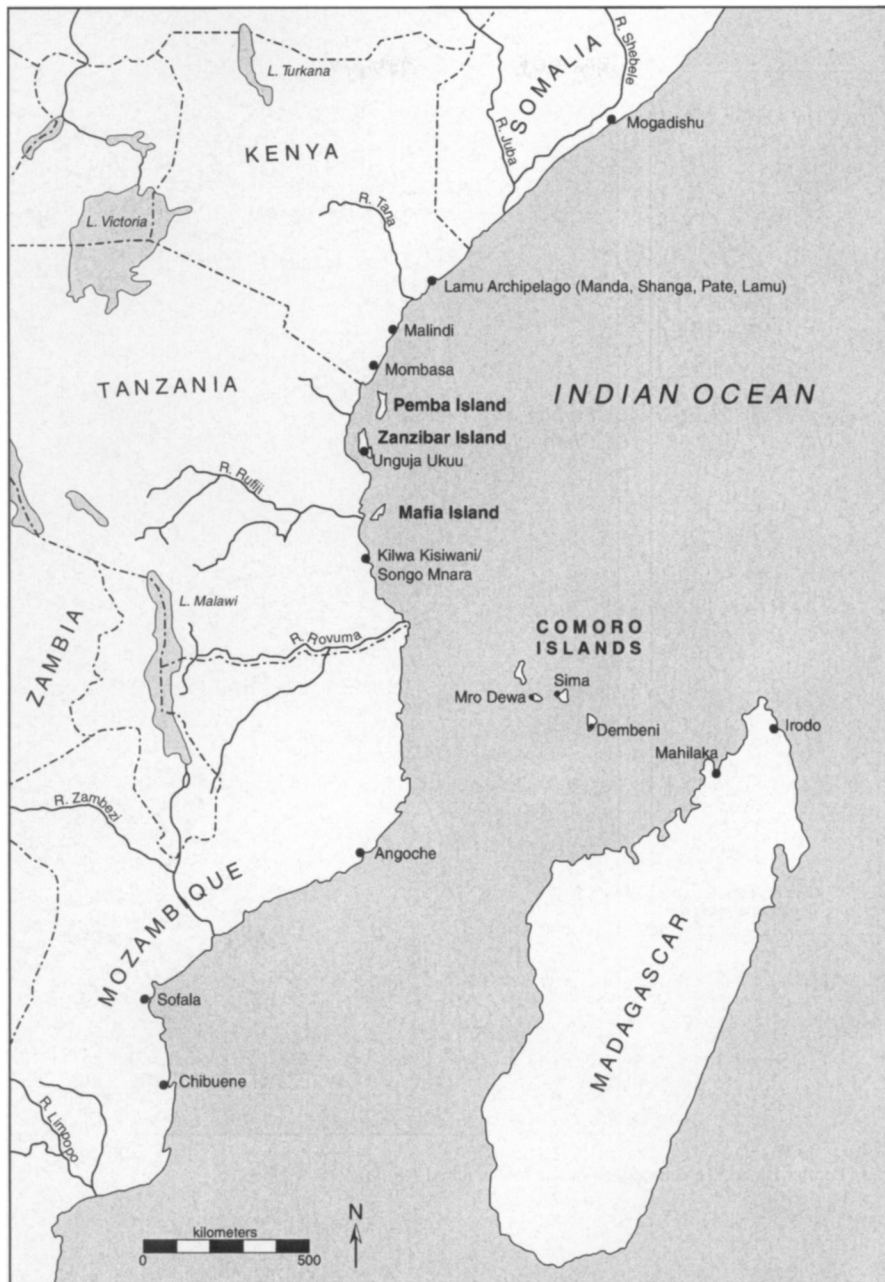 L. Turkana
SOMALIA
R. Shebele
Mogadishu
KENYA
R. Juba
L. Victoria
R. Tana
Lamu Archipelago (Manda, Shanga, Pate, Lamu)
Malindi
Mombasa
TANZANIA
INDIAN OCEAN
Pemba Island
Zanzibar Island
Unguja Ukuu
R. Rufiji
Mafia Island
Kilwa Kisiwani/
Songo Mnara
L. Malawi
ZAMBIA
R. Rovuma
COMORO
ISLANDS
Sima
Mro Dewa
Dembeni
Irodo
Mahilaka
R. Zambezi
Angoche
MOZAMBIQUE
MADAGASCAR
Sofala
Chibuene
R. Limpopo
kilometers
0 500
N